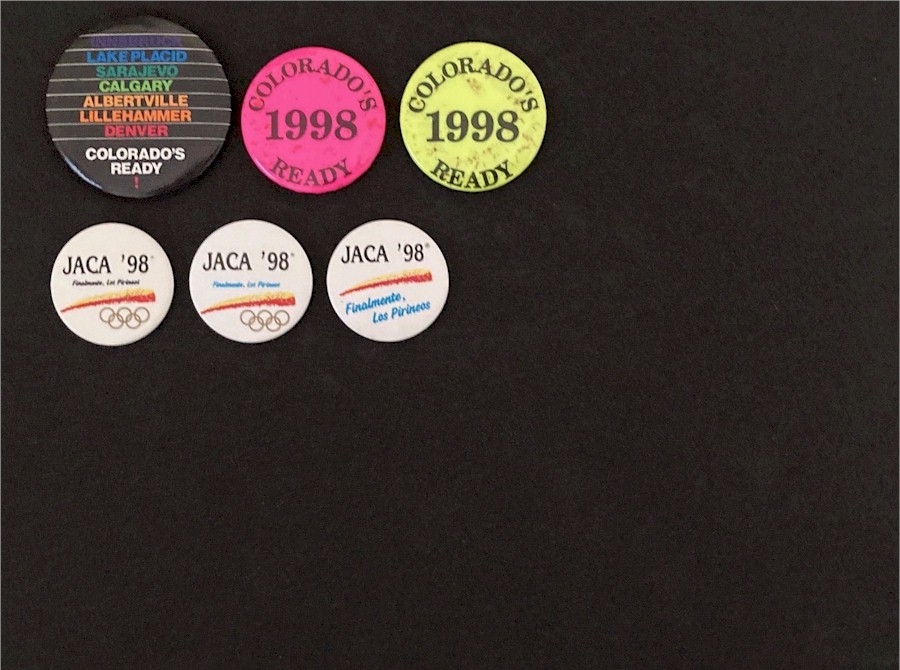 INNSBRUCK
LAKE PLACID
SARAJEVO
CALGARY
ALBERTVILLE
LILLEHAMMER
DENVER
COLORADO'S
READY
!
COLORADO'S
1998
READY
COLORADO'S
1998
READY
JACA '98
Finalmente, Los Pirineos
JACA '98
Finalmente, Los Pirineos
JACA '98
Finalmente,
Los Pirineos